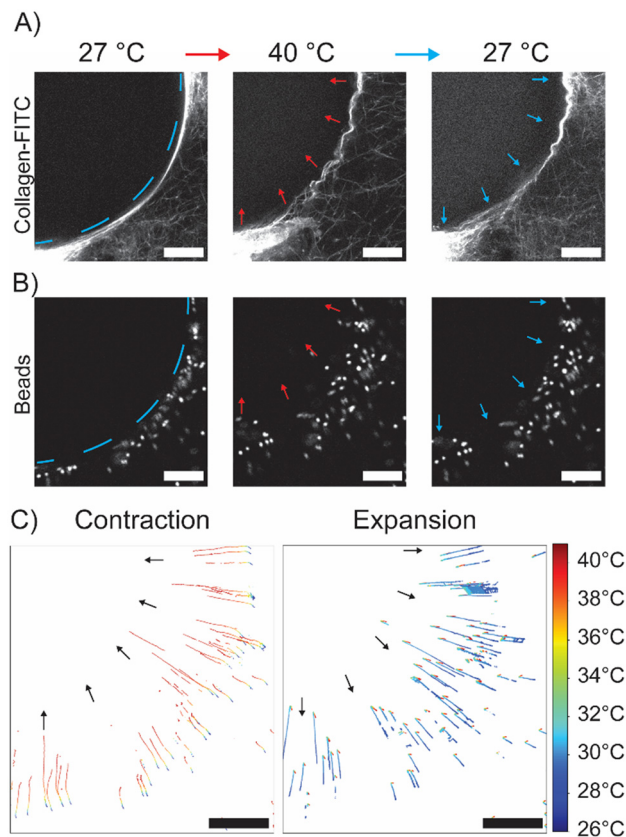 A)
27 °C 40 °C 27 °C
Collagen-FITC
B)
Beads
C)
Contraction Expansion
40°C
38°C
36°C
34°C
32°C
30°C
28°C
26°C